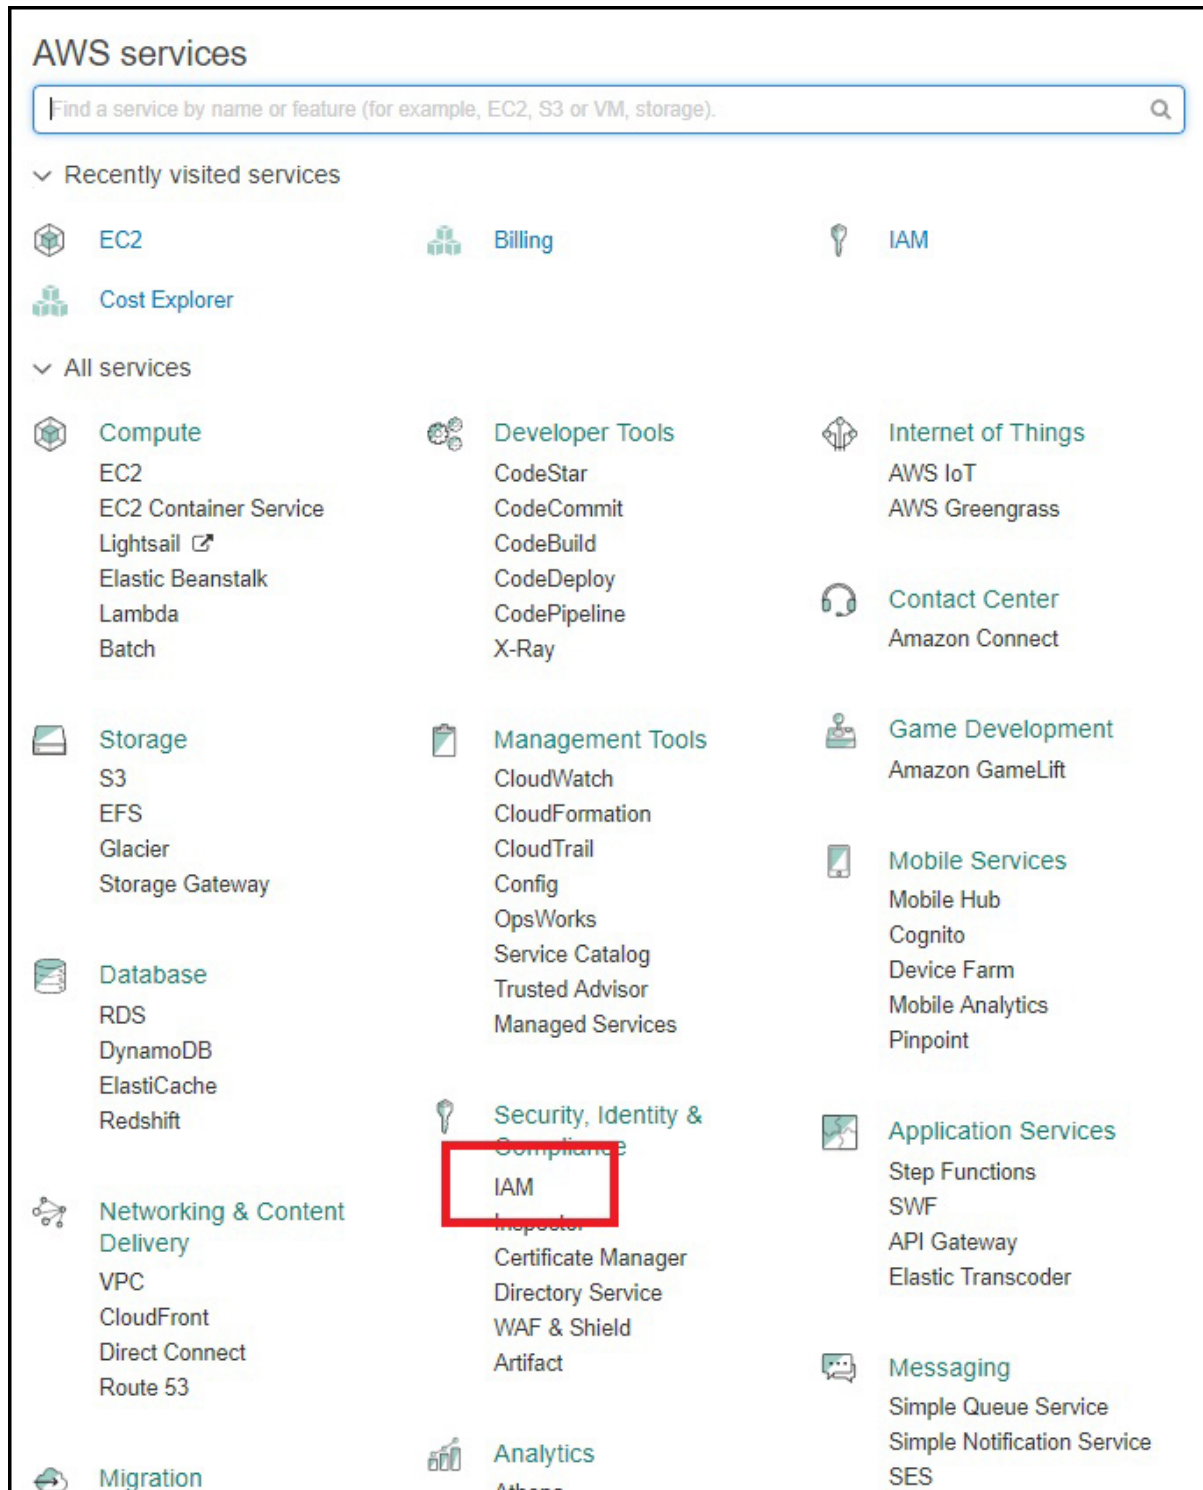 AWS services
Find a service by name or feature (for example, EC2, S3 or VM, storage).
Recently visited services
EC2
Billing
IAM
Cost Explorer
All services
Compute
EC2
EC2 Container Service
Lightsail
Elastic Beanstalk
Lambda
Batch
Storage
S3
EFS
Glacier
Storage Gateway
Database
RDS
DynamoDB
ElastiCache
Redshift
Networking & Content
Delivery
VPC
CloudFront
Direct Connect
Route 53
Migration
Developer Tools
CodeStar
CodeCommit
CodeBuild
CodeDeploy
CodePipeline
X-Ray
Management Tools
CloudWatch
CloudFormation
CloudTrail
Config
OpsWorks
Service Catalog
Trusted Advisor
Managed Services
Security, Identity &
Compliance
IAM
Inspector
Certificate Manager
Directory Service
WAF & Shield
Artifact
Analytics
Athena
Internet of Things
AWS IoT
AWS Greengrass
Contact Center
Amazon Connect
Game Development
Amazon GameLift
Mobile Services
Mobile Hub
Cognito
Device Farm
Mobile Analytics
Pinpoint
Application Services
Step Functions
SWF
API Gateway
Elastic Transcoder
Messaging
Simple Queue Service
Simple Notification Service
SES